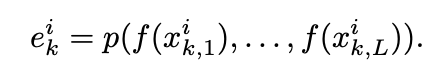 $e_k^i = p(f(x_{k,1}^i), \ldots, f(x_{k,L}^i)).$